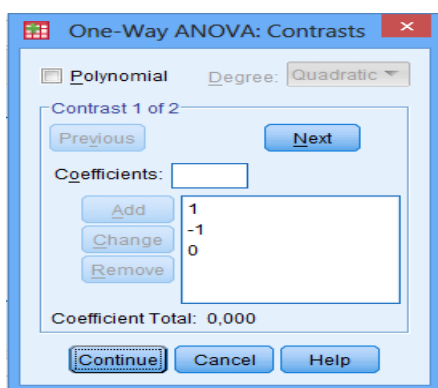 One-Way ANOVA: Contrasts
Polynomial Degree: Quadratic
Contrast 1 of 2
Previous Next
Coefficients:
Add 1
Change -1
Remove 0
Coefficient Total: 0,000
Continue Cancel Help